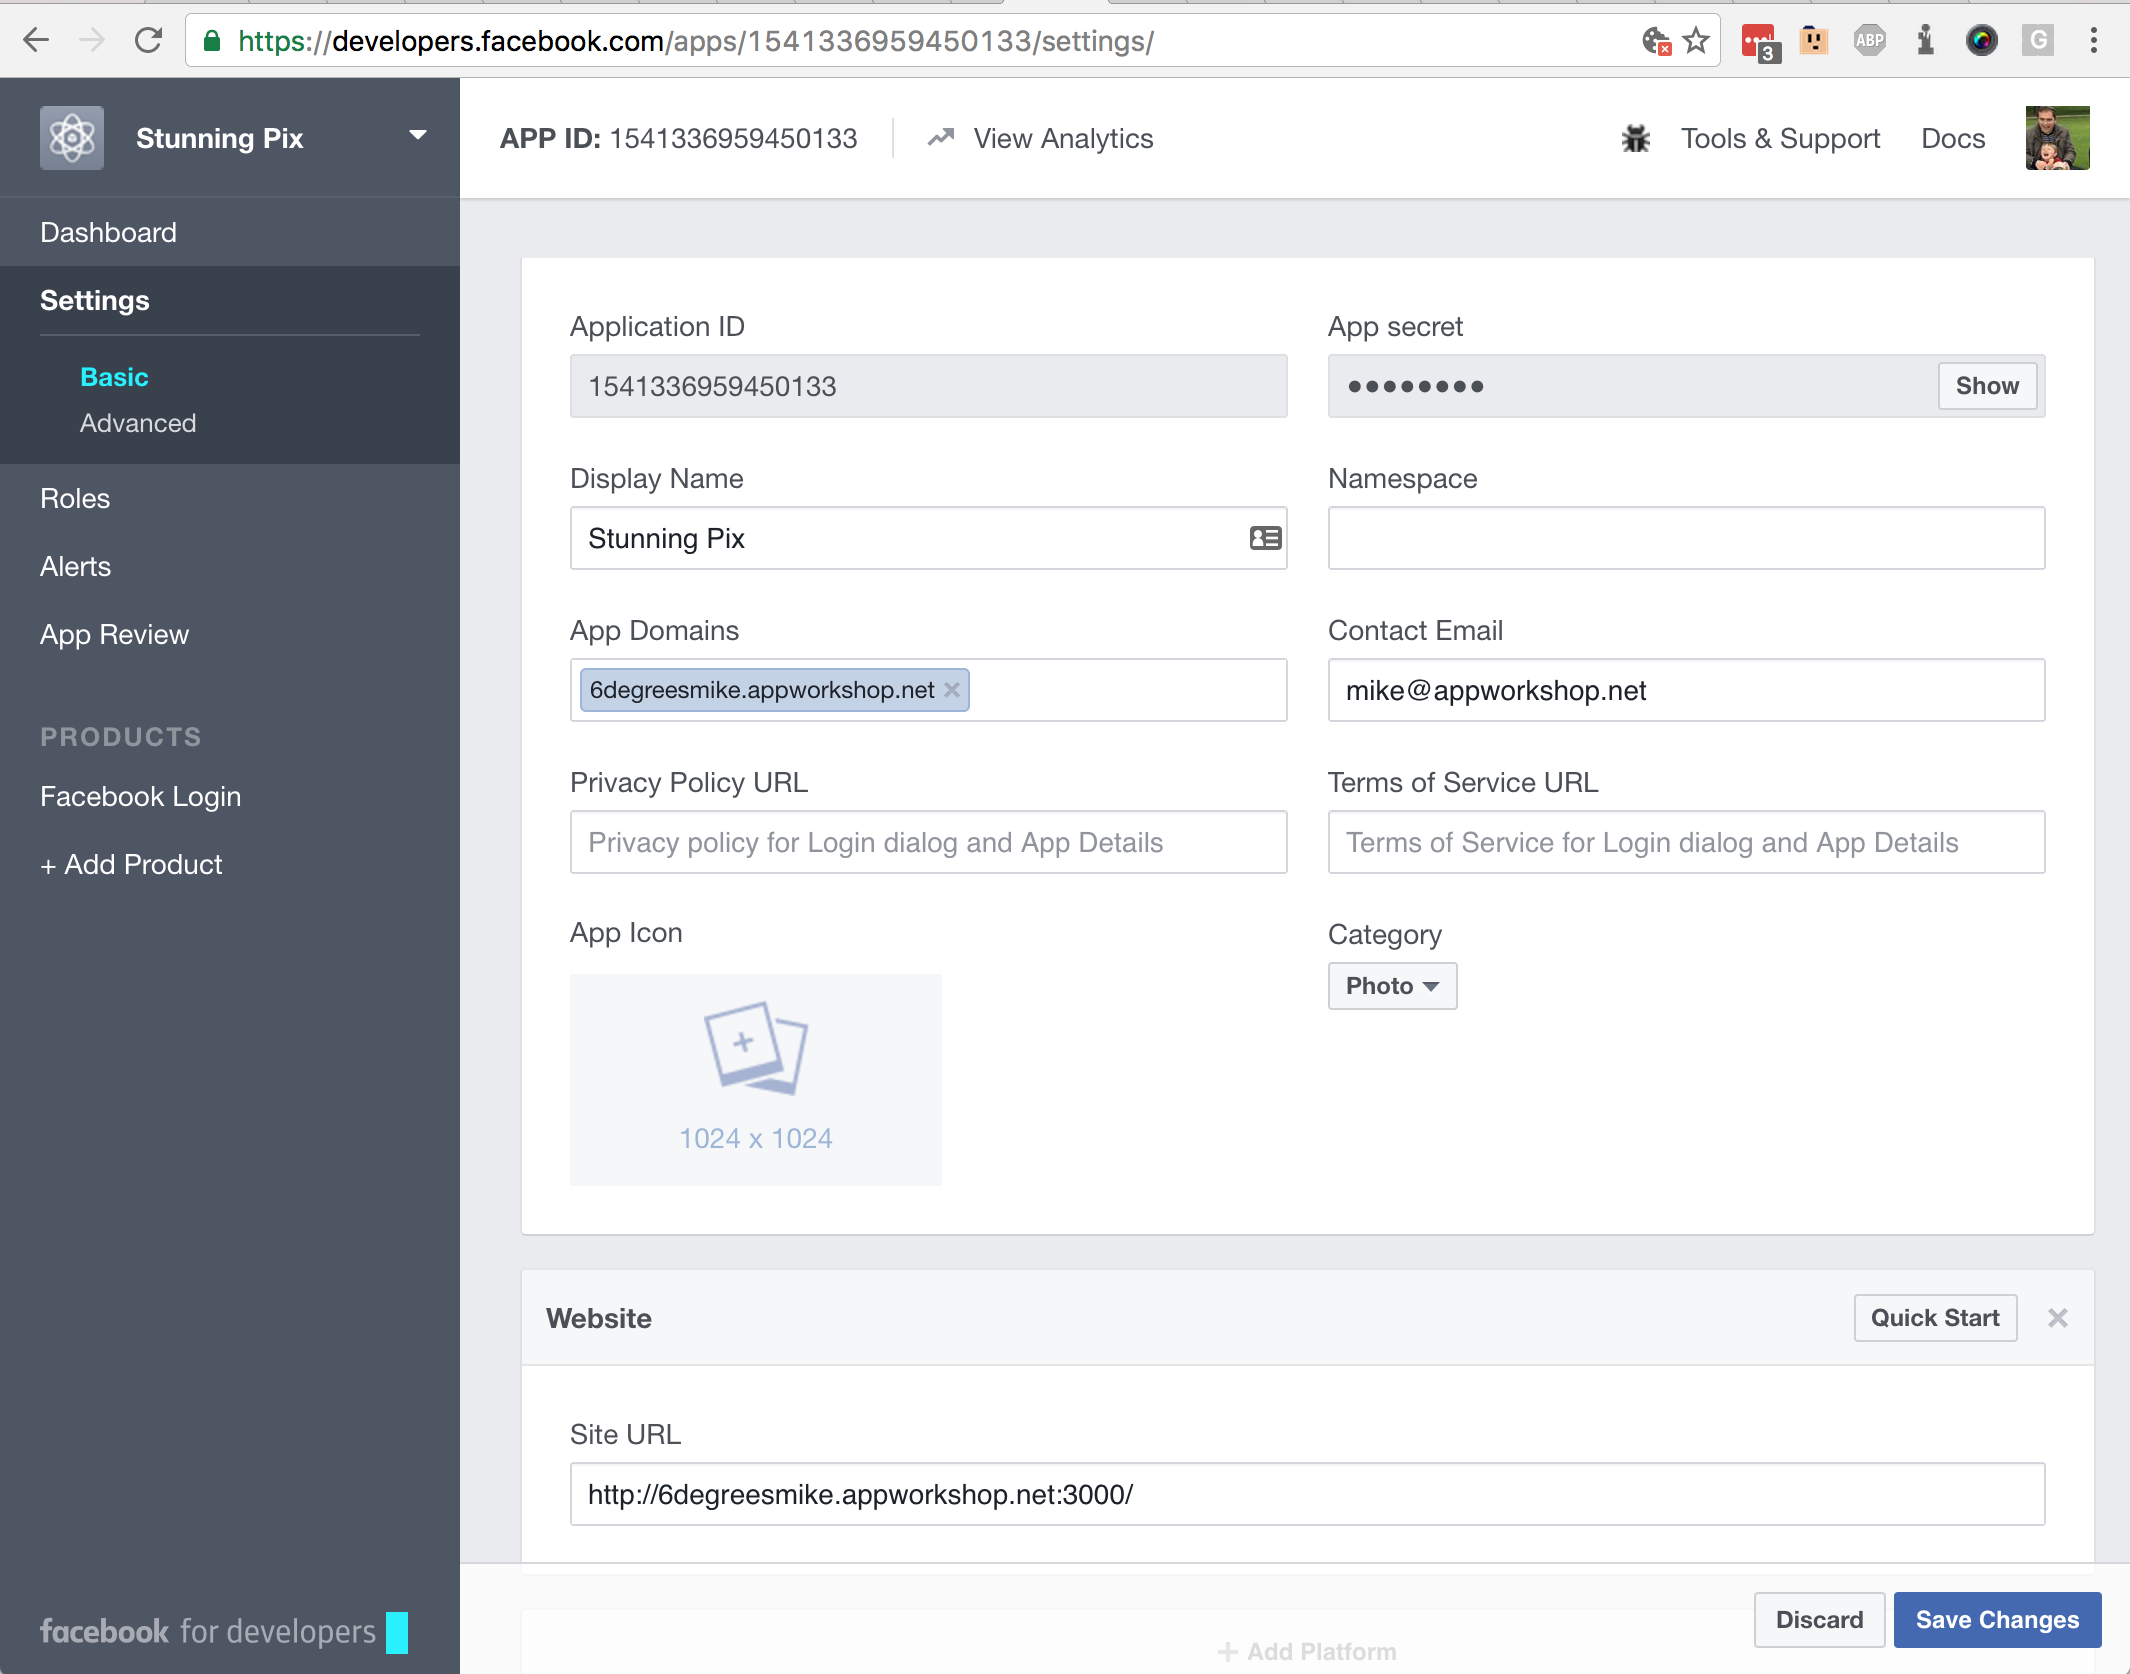 https://developers.facebook.com/apps/1541336959450133/settings/
3
ABP
G
Stunning Pix
APP ID: 1541336959450133
View Analytics
Tools & Support
Docs
Dashboard
Settings
Basic
Advanced
Roles
Alerts
App Review
PRODUCTS
Facebook Login
+ Add Product
facebook for developers
Application ID
App secret
1541336959450133
••••••••
Show
Display Name
Namespace
Stunning Pix
App Domains
Contact Email
6degreesmike.appworkshop.net
mike@appworkshop.net
Privacy Policy URL
Terms of Service URL
Privacy policy for Login dialog and App Details
Terms of Service for Login dialog and App Details
App Icon
Category
Photo
1024 x 1024
Website
Quick Start
Site URL
http://6degreesmike.appworkshop.net:3000/
Discard
Save Changes
+ Add Platform